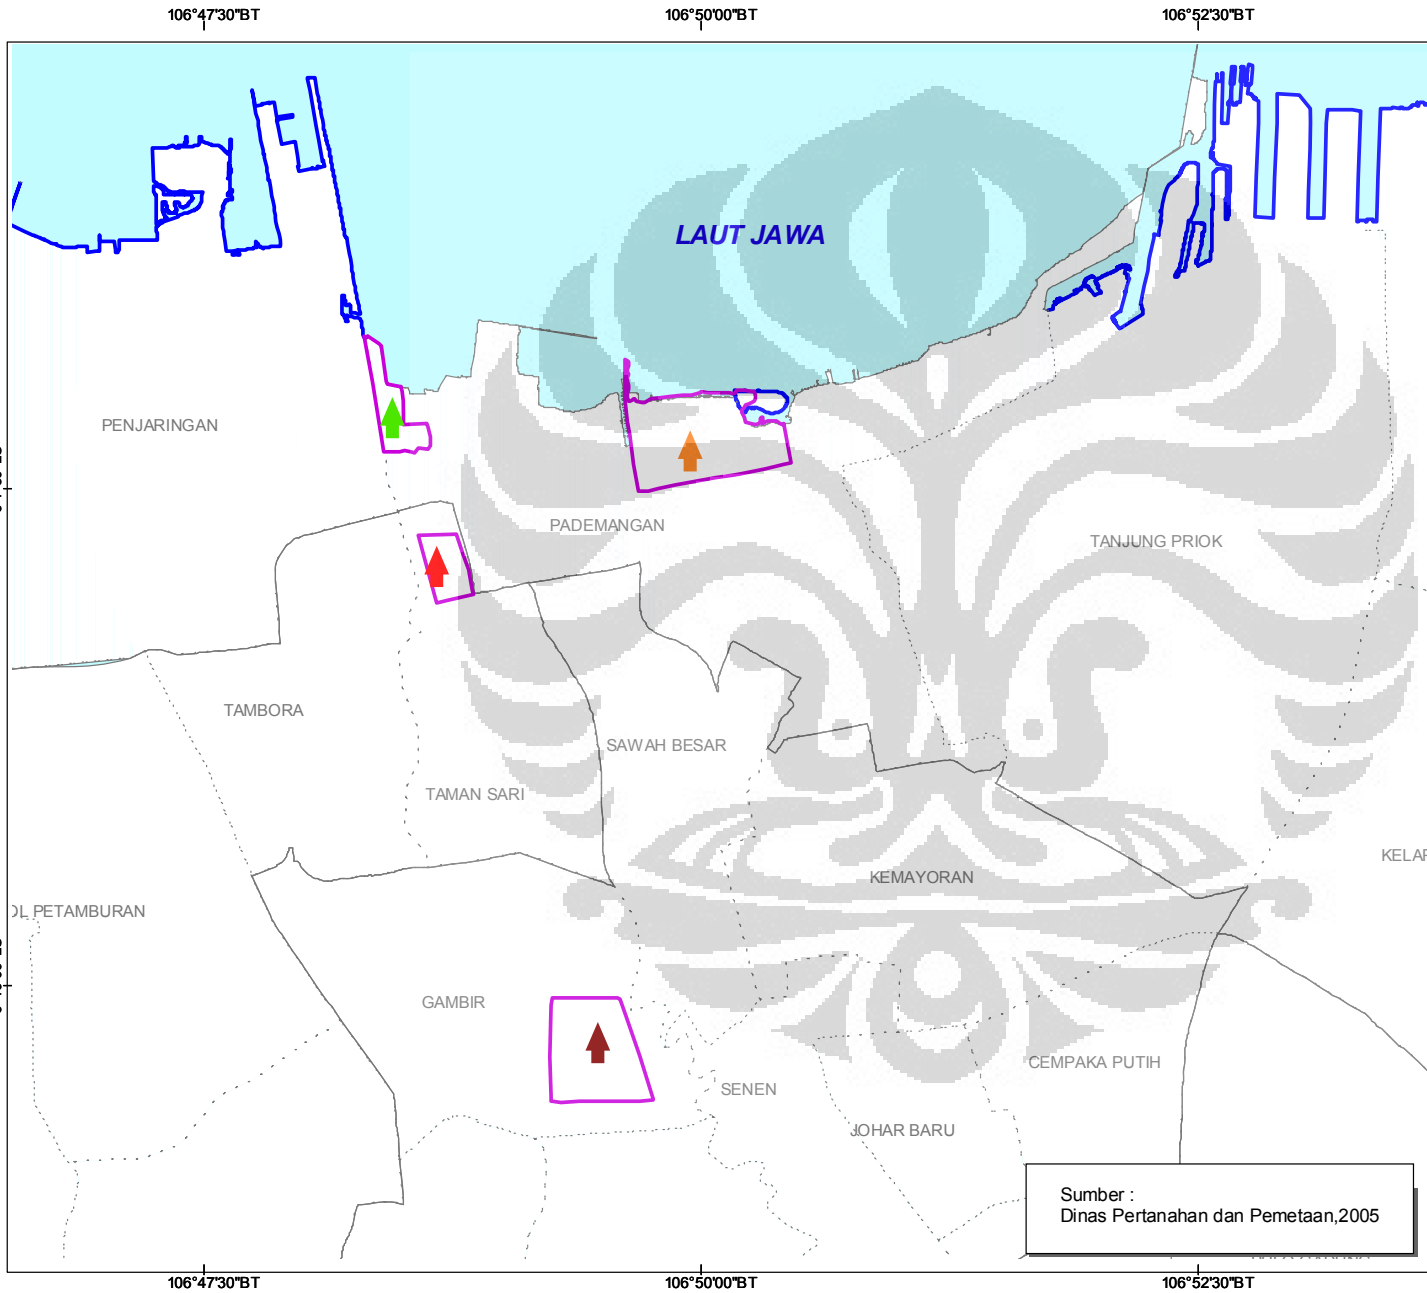 106°47'30"BT
106°50'00"BT
106°52'30"BT
LAUT JAWA
PENJARINGAN
PADEMANGAN
TANJUNG PRIOK
TAMBORA
SAWAH BESAR
TAMAN SARI
KELAP
KEMAYORAN
OL PETAMBURAN
GAMBIR
CEMPAKA PUTIH
SENEN
JOHAR BARU
Sumber :
Dinas Pertanahan dan Pemetaan,2005
106°47'30"BT
106°50'00"BT
106°52'30"BT